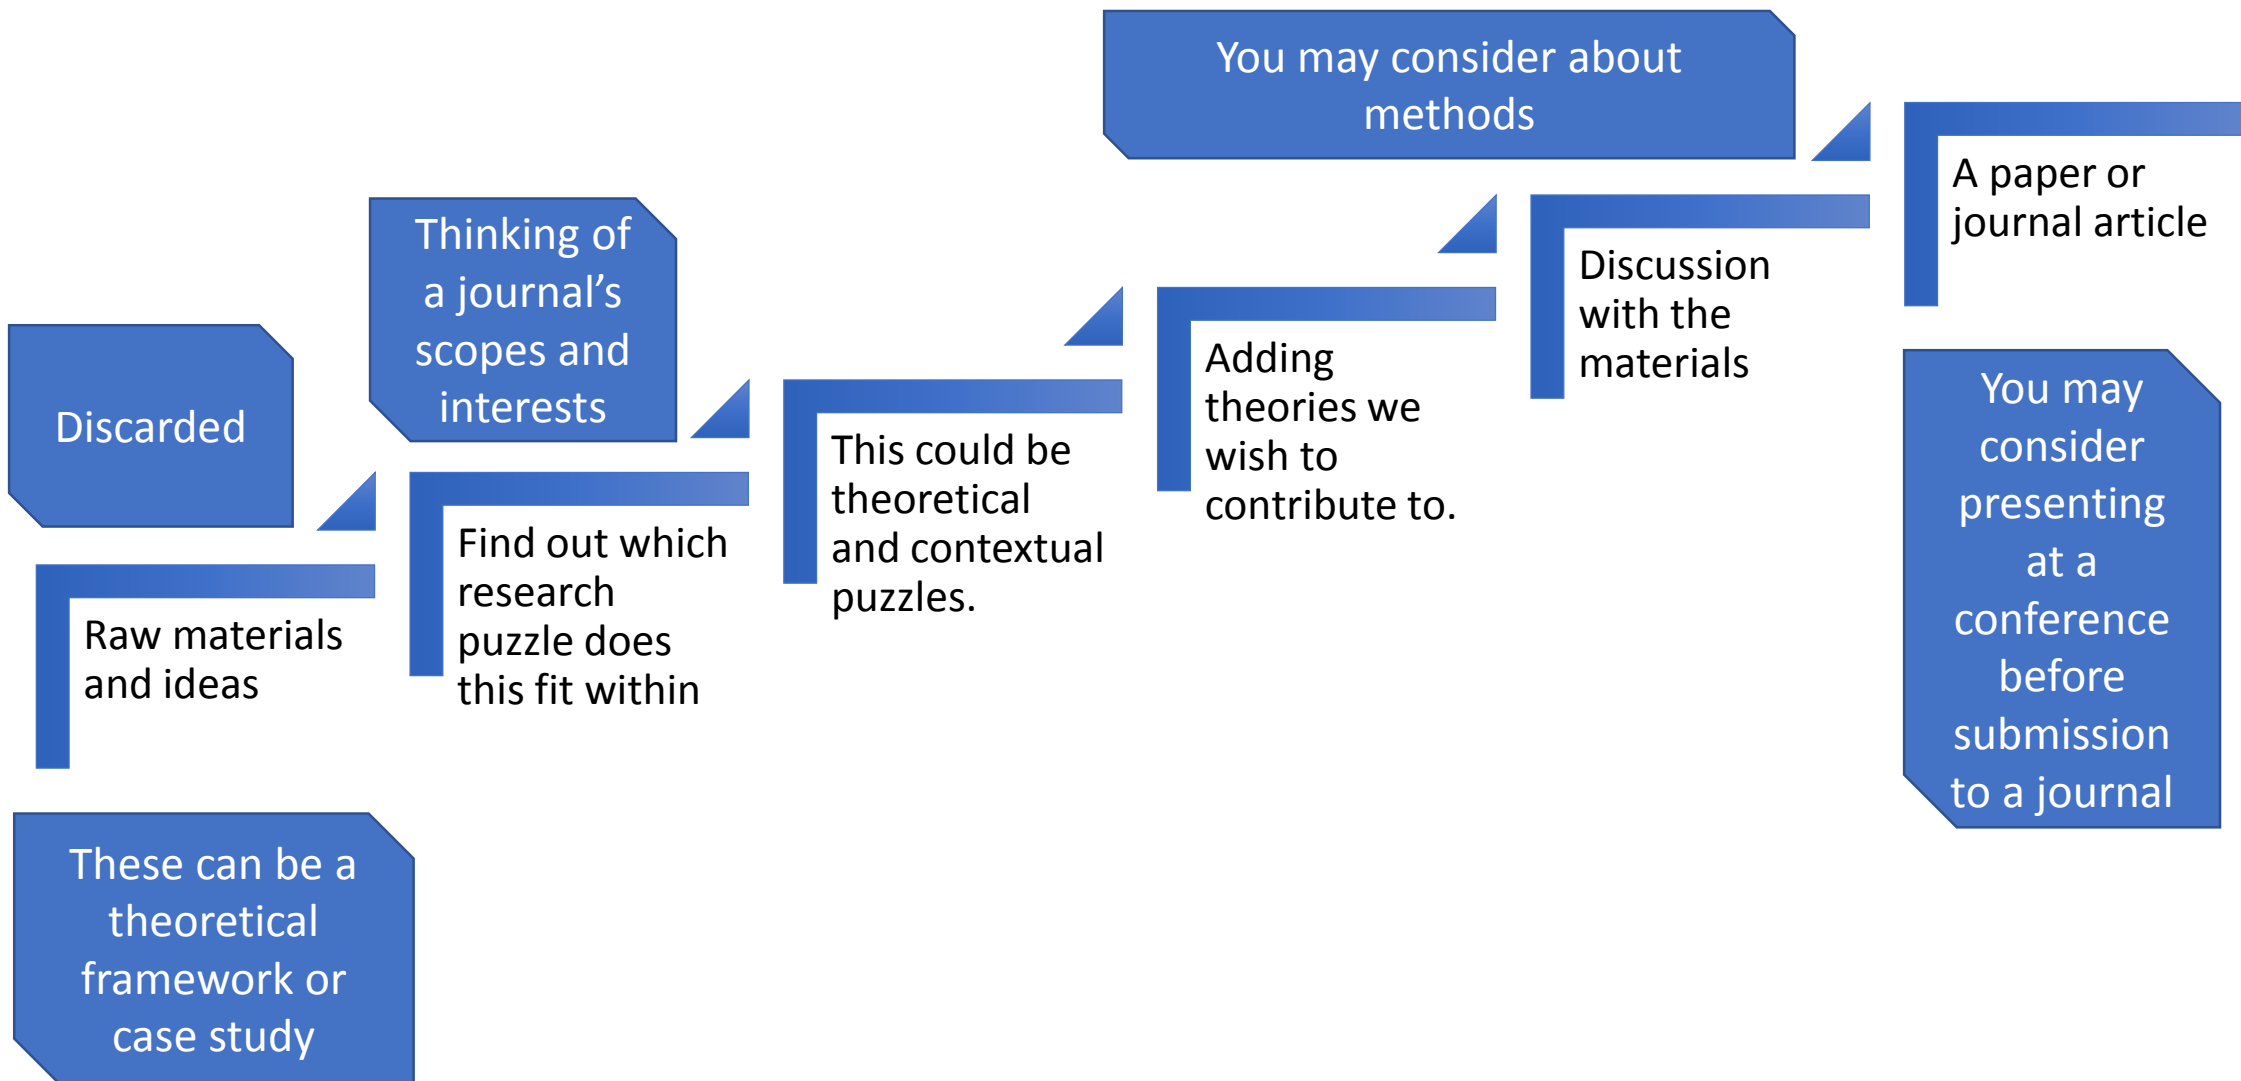 You may consider about
methods
A paper or
journal article
Thinking of
a journal’s
scopes and
interests
Discussion
with the
materials
Discarded
Adding
theories we
wish to
contribute to.
You may
consider
presenting
at a
conference
before
submission
to a journal
This could be
theoretical
and contextual
puzzles.
Find out which
research
puzzle does
this fit within
Raw materials
and ideas
These can be a
theoretical
framework or
case study